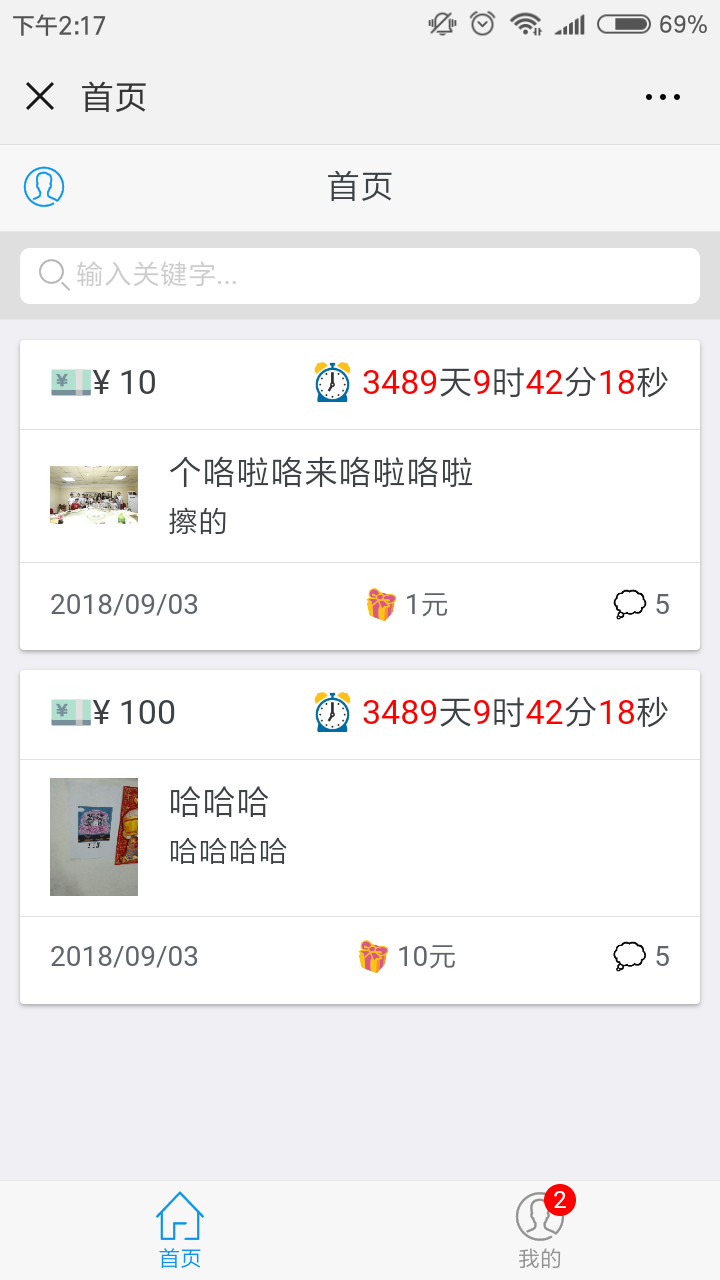 下午2:17
69%
首页
首页
输入关键字...
¥ 10
3489天9时42分18秒
个咯啦咯来咯啦咯啦
擦的
2018/09/03
1元
5
¥ 100
3489天9时42分18秒
哈哈哈
哈哈哈哈
2018/09/03
10元
5
首页
2
我的